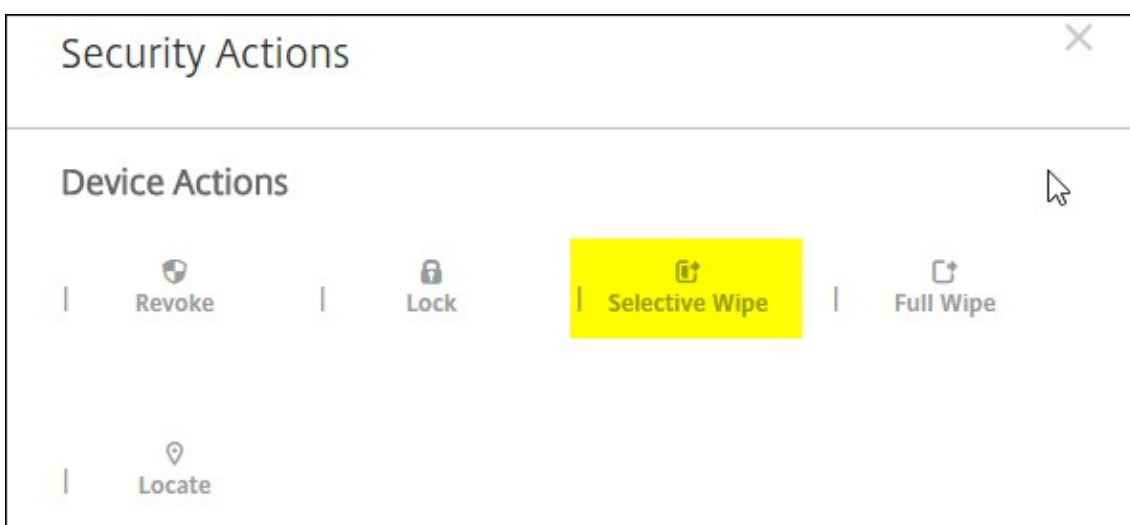 Security Actions
Device Actions
| Revoke | Lock | Selective Wipe | Full Wipe
| Locate